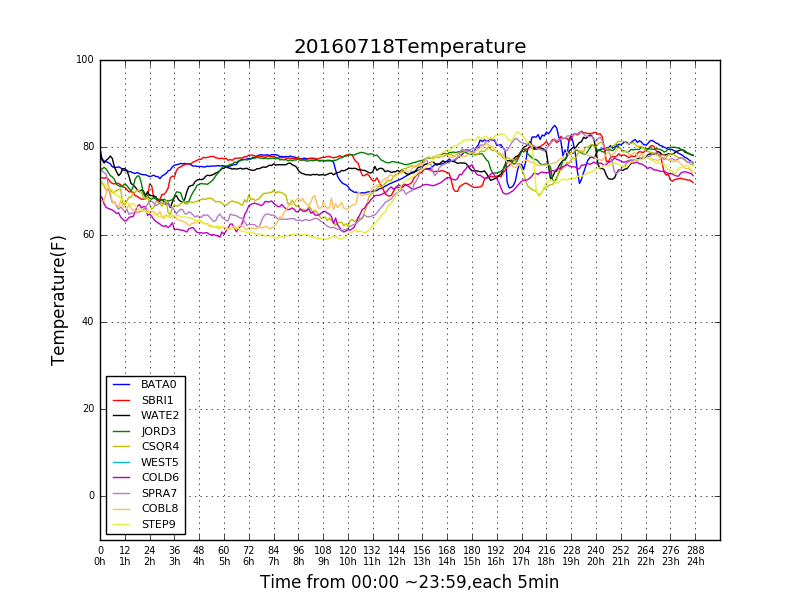 20160718Temperature
100
80
60
40
20
0
Temperature(F)
BATA0
SBRI1
WATE2
JORD3
CSQR4
WEST5
COLD6
SPRA7
COBL8
STEP9
0 12 24 36 48 60 72 84 96 108 120 132 144 156 168 180 192 204 216 228 240 252 264 276 288
0h 1h 2h 3h 4h 5h 6h 7h 8h 9h 10h 11h 12h 13h 14h 15h 16h 17h 18h 19h 20h 21h 22h 23h 24h
Time from 00:00 ~23:59,each 5min